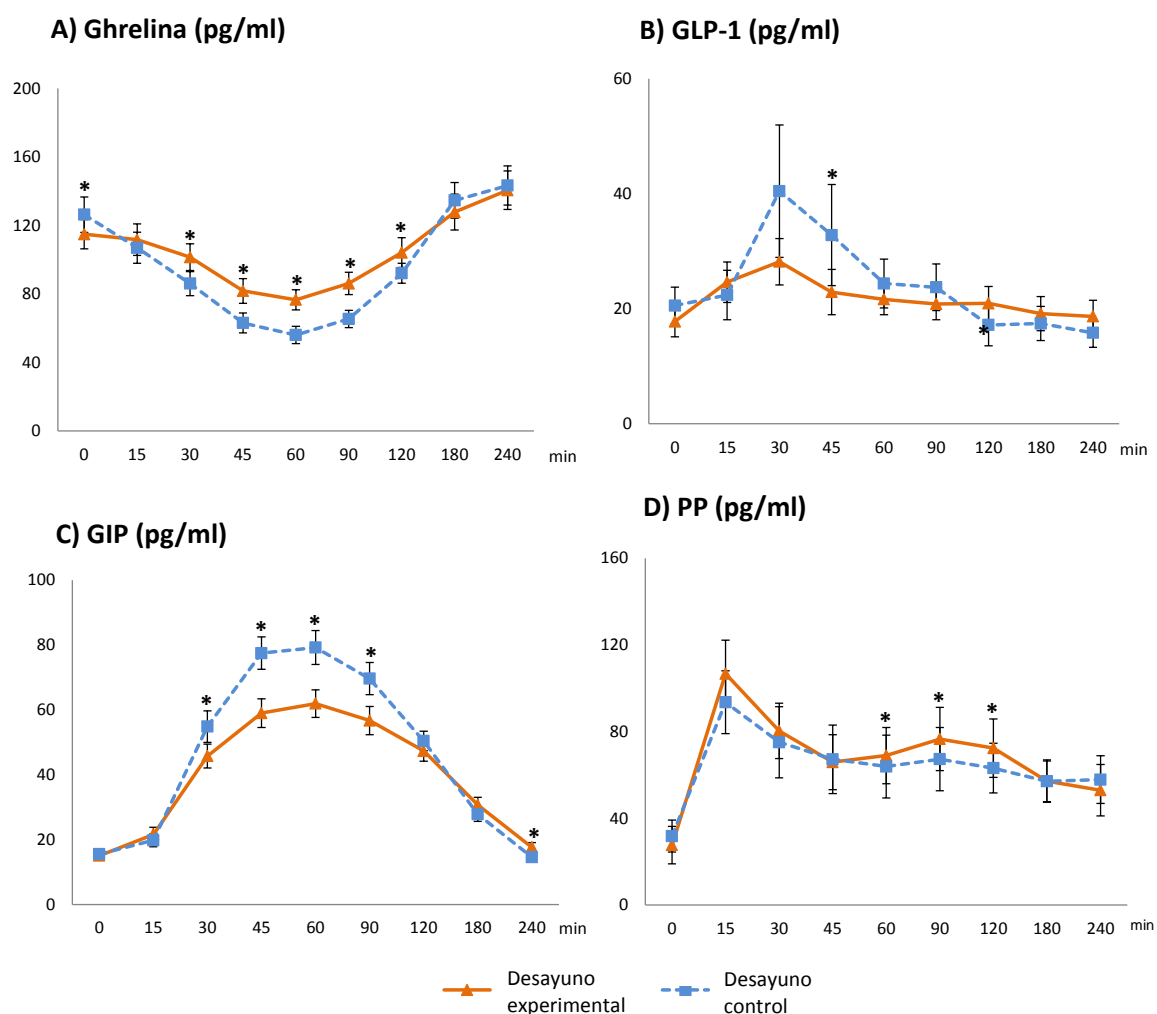 A) Ghrelina (pg/ml)
200
160
120
80
40
0
* * * * * *
0 15 30 45 60 90 120 180 240 min
B) GLP-1 (pg/ml)
60
40
20
0
* *
0 15 30 45 60 90 120 180 240 min
C) GIP (pg/ml)
100
80
60
40
20
0
* * * * *
0 15 30 45 60 90 120 180 240 min
D) PP (pg/ml)
160
120
80
40
0
* * *
0 15 30 45 60 90 120 180 240 min
Desayuno
experimental
Desayuno
control